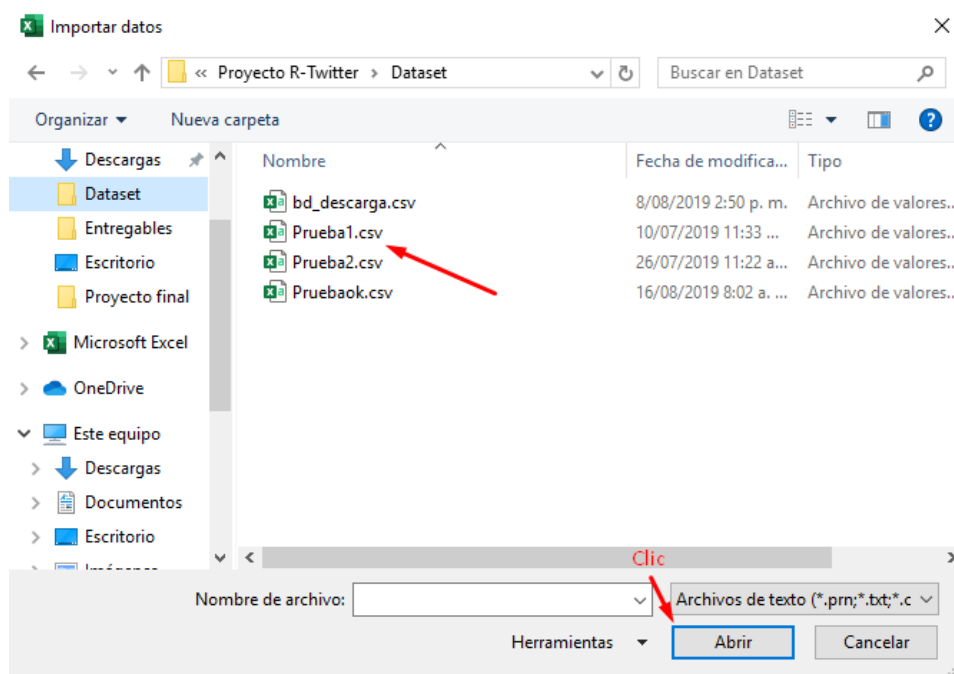 Importar datos
« Proyecto R-Twitter > Dataset
Buscar en Dataset
Organizar
Nueva carpeta
Nombre
Fecha de modifica...
Tipo
Descargas
Dataset
Entregables
Escritorio
Proyecto final
Microsoft Excel
OneDrive
Este equipo
Descargas
Documentos
Escritorio
bd_descarga.csv 8/08/2019 2:50 p. m. Archivo de valores..
Prueba1.csv 10/07/2019 11:33 ... Archivo de valores..
Prueba2.csv 26/07/2019 11:22 a... Archivo de valores..
Pruebaok.csv 16/08/2019 8:02 a. ... Archivo de valores..
Clic
Nombre de archivo:
Archivos de texto (*.prn;*.txt;*.c
Herramientas
Abrir
Cancelar